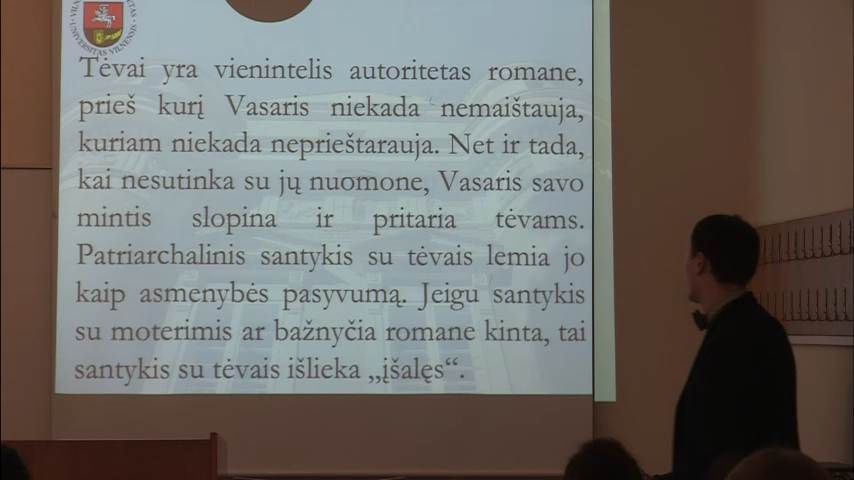 UNIVERSITAS VILNENSIS
Tėvai yra vienintelis autoritetas romane,
prieš kurį Vasaris niekada nemaištauja,
kuriam niekada neprieštarauja. Net ir tada,
kai nesutinka su jų nuomone, Vasaris savo
mintis slopina ir pritaria tėvams.
Patriarchalinis santykis su tėvais lemia jo
kaip asmenybės pasyvumą. Jeigu santykis
su moterimis ar bažnyčia romane kinta, tai
santykis su tėvais išlieka „įšalęs“.